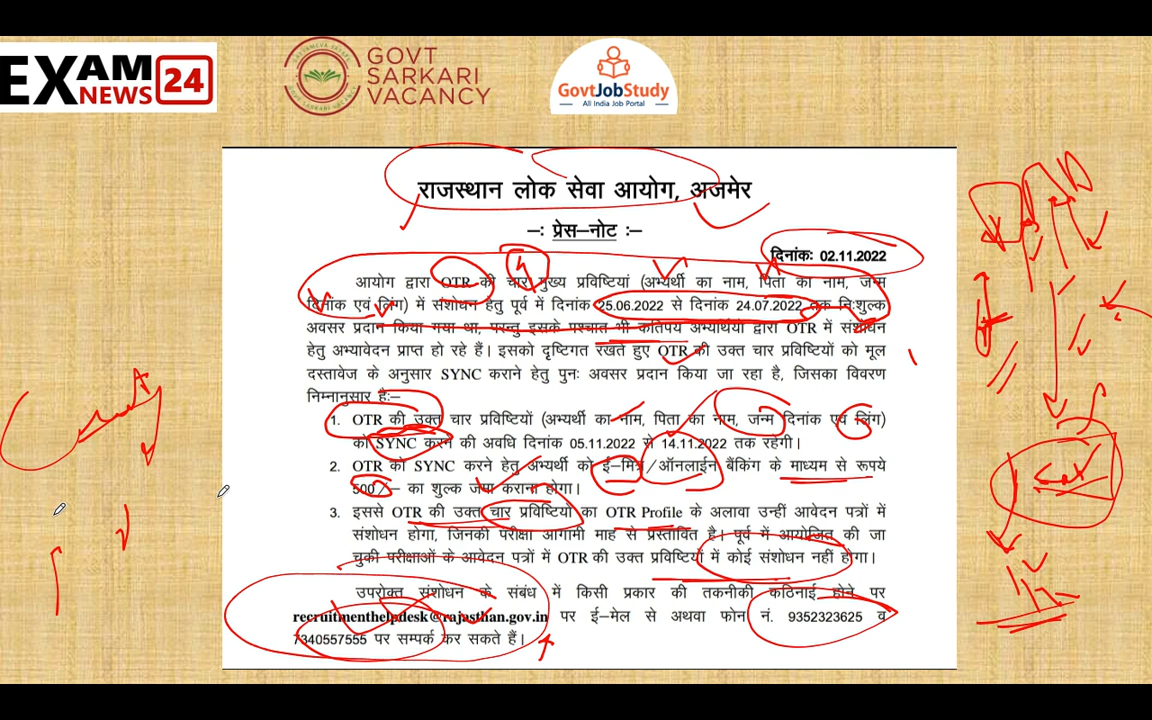 EXAM NEWS 24
GOVT SARKARI VACANCY
GovtJobStudy
All India Job Portal
राजस्थान लोक सेवा आयोग, अजमेर
–: प्रेस–नोट :–
दिनांकः 02.11.2022
आयोग द्वारा OTR की चार मुख्य प्रविष्टियां (अभ्यर्थी का नाम, पिता का नाम, जन्म
दिनांक एवं लिंग) में संशोधन हेतु पूर्व में दिनांक 25.06.2022 से दिनांक 24.07.2022 तक निःशुल्क
अवसर प्रदान किया गया था, परन्तु इसके पश्चात भी कतिपय अभ्यर्थियों द्वारा OTR में संशोधन
हेतु अभ्यावेदन प्राप्त हो रहे हैं। इसको दृष्टिगत रखते हुए OTR की उक्त चार प्रविष्टियों को मूल
दस्तावेज के अनुसार SYNC कराने हेतु पुनः अवसर प्रदान किया जा रहा है, जिसका विवरण
निम्नानुसार हैः–
1. OTR की उक्त चार प्रविष्टियों (अभ्यर्थी का नाम, पिता का नाम, जन्म दिनांक एवं लिंग)
को SYNC करने की अवधि दिनांक 05.11.2022 से 14.11.2022 तक रहेगी।
2. OTR को SYNC करने हेतु अभ्यर्थी को ई–मित्र/ऑनलाईन बैंकिंग के माध्यम से रूपये
500/– का शुल्क जमा कराना होगा।
3. इससे OTR की उक्त चार प्रविष्टियों का OTR Profile के अलावा उन्हीं आवेदन पत्रों में
संशोधन होगा, जिनकी परीक्षा आगामी माह से प्रस्तावित है। पूर्व में आयोजित की जा
चुकी परीक्षाओं के आवेदन पत्रों में OTR की उक्त प्रविष्टियों में कोई संशोधन नहीं होगा।
उपरोक्त संशोधन के संबंध में किसी प्रकार की तकनीकी कठिनाई होने पर
recruitmenthelpdesk@rajasthan.gov.in पर ई–मेल से अथवा फोन नं. 9352323625 व
7340557555 पर सम्पर्क कर सकते हैं।